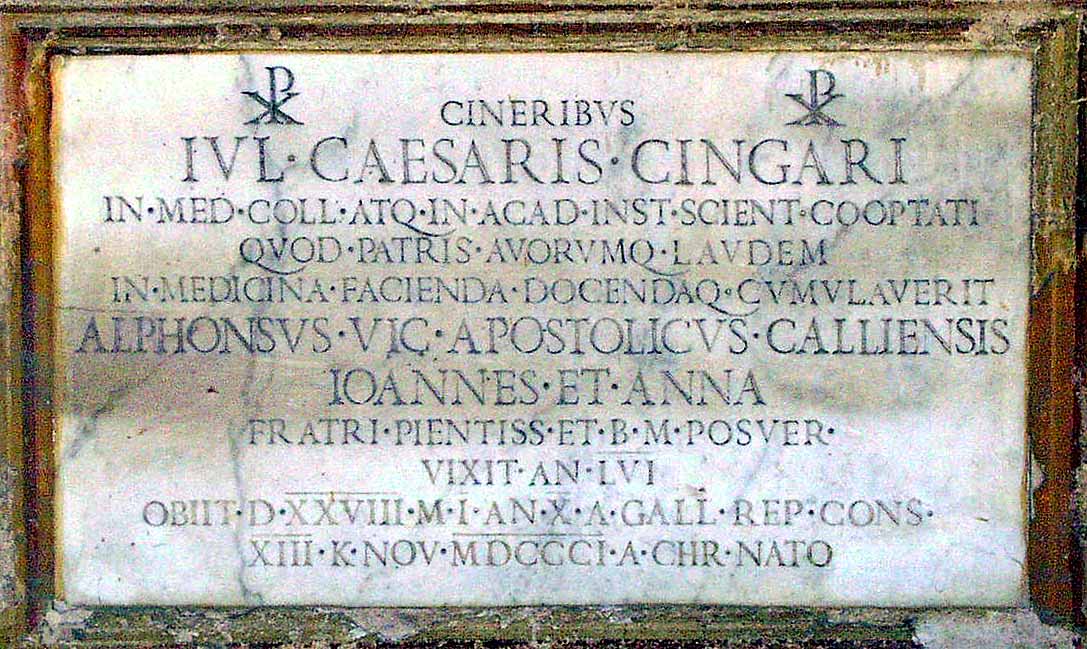 CINERIBVS
IVL·CAESARIS·CINGARI
IN·MED·COLL·ATQ·IN·ACAD·INST·SCIENT·COOPTATI
QVOD·PATRIS·AVORVMQ·LAVDEM
IN·MEDICINA·FACIENDA·DOCENDAQ·CVMVLAVERIT
ALPHONSVS·VIC·APOSTOLICVS·CALLIENSIS
IOANNES·ET·ANNA
FRATRI·PIENTISS·ET·B·M·POSVER·
VIXIT·AN·LVI
OBIIT·D·XXVIII·M·I·AN·X·A·GALL·REP·CONS·
XIII·K·NOV·MDCCCI·A·CHR·NATO